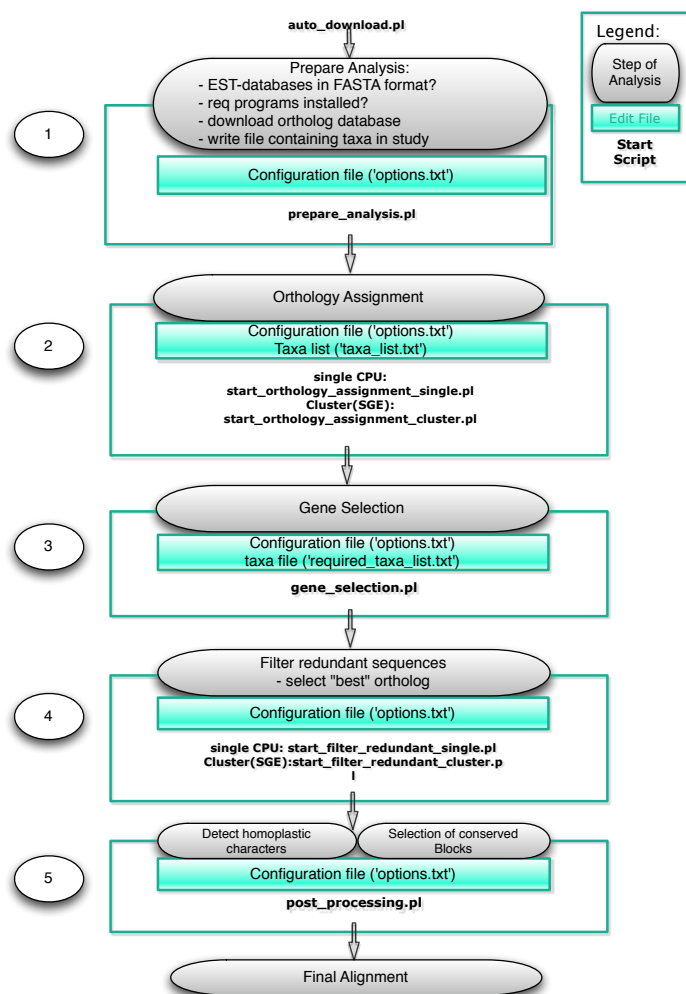 auto_download.pl
Legend:
Step of
Analysis
Edit File
Start
Script
1
Prepare Analysis:
- EST-databases in FASTA format?
- req programs installed?
- download ortholog database
- write file containing taxa in study
Configuration file ('options.txt')
prepare_analysis.pl
2
Orthology Assignment
Configuration file ('options.txt')
Taxa list ('taxa_list.txt')
single CPU:
start_orthology_assignment_single.pl
Cluster(SGE):
start_orthology_assignment_cluster.pl
3
Gene Selection
Configuration file ('options.txt')
taxa file ('required_taxa_list.txt')
gene_selection.pl
4
Filter redundant sequences
- select "best" ortholog
Configuration file ('options.txt')
single CPU: start_filter_redundant_single.pl
Cluster(SGE):start_filter_redundant_cluster.p
l
5
Detect homoplastic
characters
Selection of conserved
Blocks
Configuration file ('options.txt')
post_processing.pl
Final Alignment